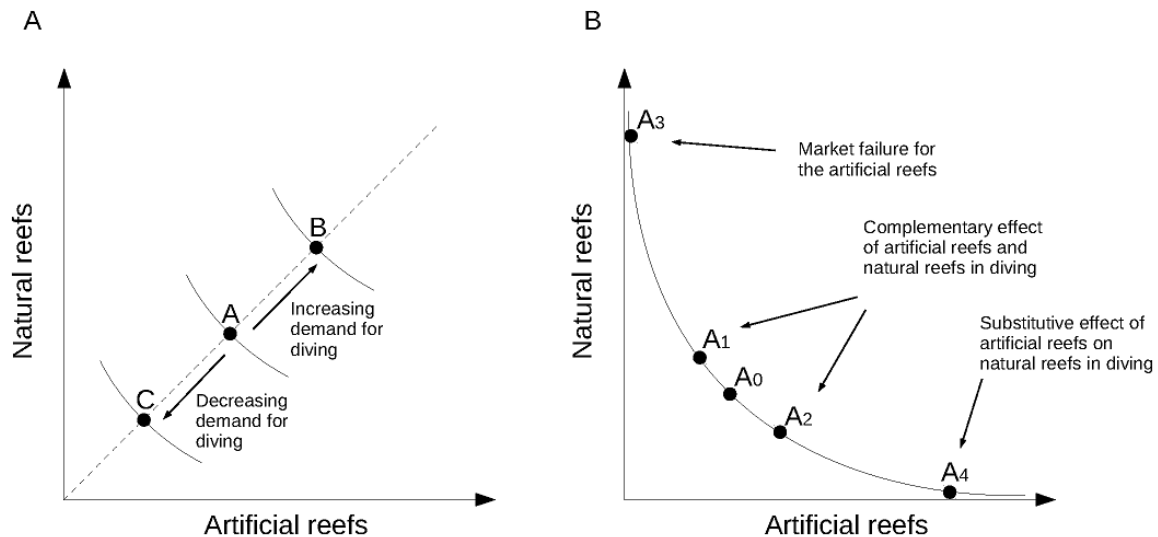 A
Natural reefs
B
A
C
Increasing
demand for
diving
Decreasing
demand for
diving
Artificial reefs
B
Natural reefs
A3
Market failure for
the artificial reefs
Complementary effect
of artificial reefs and
natural reefs in diving
A1
A0
A2
Substitutive effect of
artificial reefs on
natural reefs in diving
A4
Artificial reefs